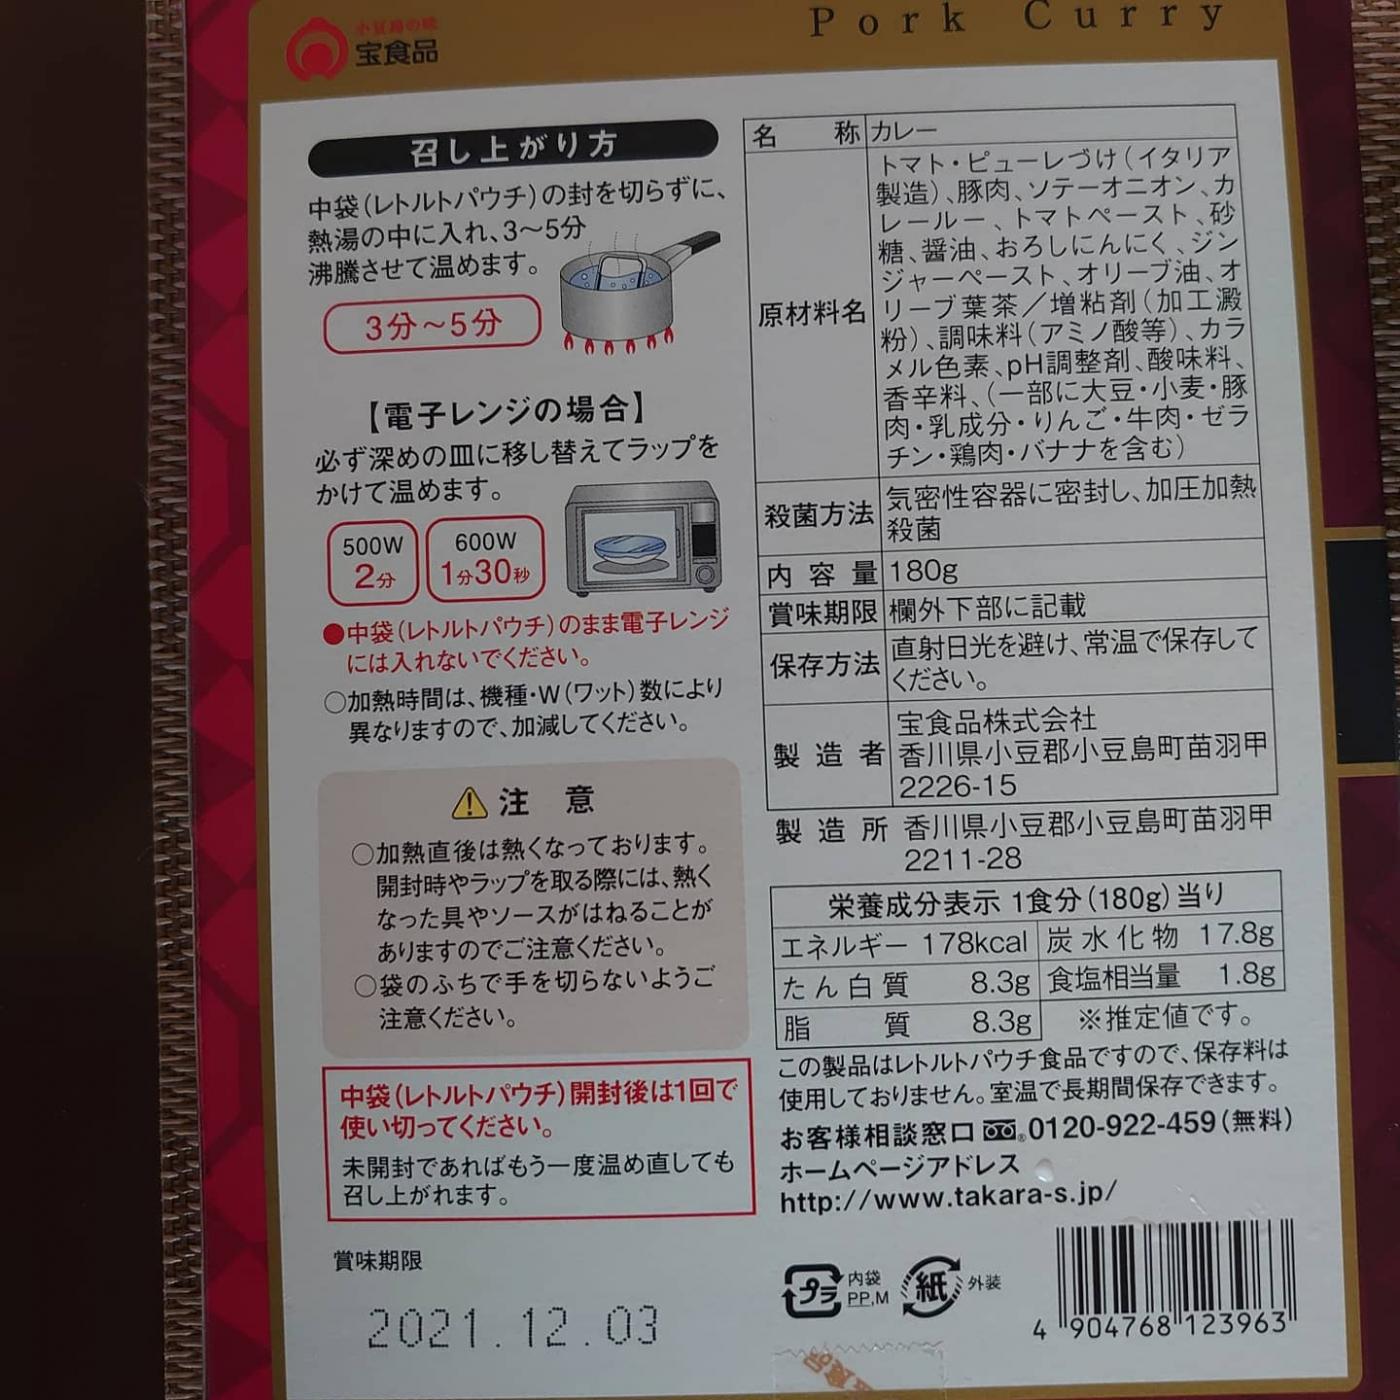 小豆島の味
宝食品
Pork Curry
召し上がり方
中袋(レトルトパウチ)の封を切らずに、
熱湯の中に入れ、3〜5分
沸騰させて温めます。
3分〜5分
【電子レンジの場合】
必ず深めの皿に移し替えてラップを
かけて温めます。
500W
2分
600W
1分30秒
●中袋(レトルトパウチ)のまま電子レンジ
には入れないでください。
○加熱時間は、機種・W(ワット)数により
異なりますので、加減してください。
注意
○加熱直後は熱くなっております。
開封時やラップを取る際には、熱く
なった具やソースがはねることが
ありますのでご注意ください。
○袋のふちで手を切らないようご
注意ください。
中袋(レトルトパウチ)開封後は1回で
使い切ってください。
未開封であればもう一度温め直しても
召し上がれます。
賞味期限
2021.12.03
名称 カレー
原材料名
トマト・ピューレづけ(イタリア
製造)、豚肉、ソテーオニオン、カ
レールー、トマトペースト、砂
糖、醤油、おろしにんにく、ジン
ジャーペースト、オリーブ油、オ
リーブ葉茶/増粘剤(加工澱
粉)、調味料(アミノ酸等)、カラ
メル色素、pH調整剤、酸味料、
香辛料、(一部に大豆・小麦・豚
肉・乳成分・りんご・牛肉・ゼラ
チン・鶏肉・バナナを含む)
殺菌方法 気密性容器に密封し、加圧加熱
殺菌
内容量 180g
賞味期限 欄外下部に記載
保存方法 直射日光を避け、常温で保存して
ください。
製造者 宝食品株式会社
香川県小豆郡小豆島町苗羽甲
2226-15
製造所 香川県小豆郡小豆島町苗羽甲
2211-28
栄養成分表示 1食分(180g)当り
エネルギー 178kcal 炭水化物 17.8g
たん白質 8.3g 食塩相当量 1.8g
脂質 8.3g ※推定値です。
この製品はレトルトパウチ食品ですので、保存料は
使用しておりません。室温で長期間保存できます。
お客様相談窓口 0120-922-459(無料)
ホームページアドレス
http://www.takara-s.jp/
プラ 内袋 PP,M 紙 外装
4 904768 123963